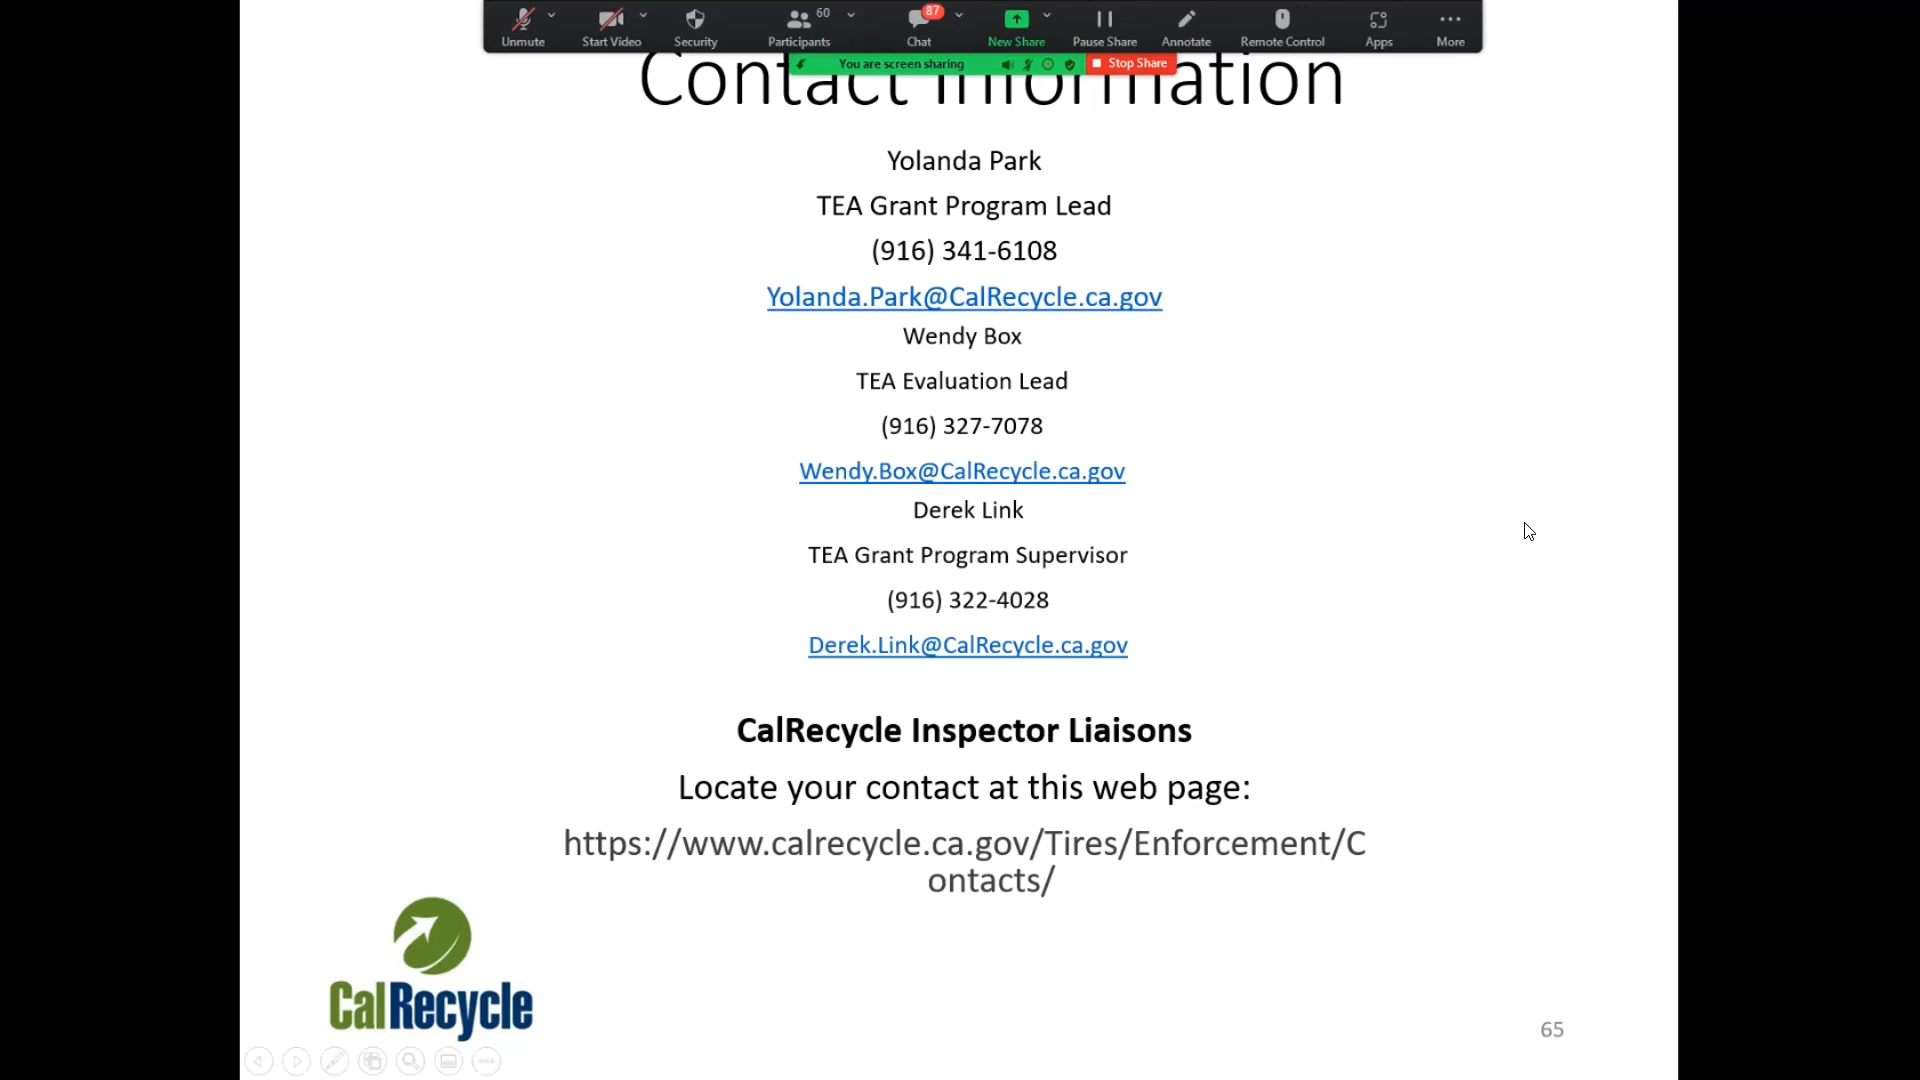 60
87
Unmute
Start Video
Security
Participants
Chat
New Share
Pause Share
Annotate
Remote Control
Apps
More
You are screen sharing
Stop Share
Contact Information
Yolanda Park
TEA Grant Program Lead
(916) 341-6108
Yolanda.Park@CalRecycle.ca.gov
Wendy Box
TEA Evaluation Lead
(916) 327-7078
Wendy.Box@CalRecycle.ca.gov
Derek Link
TEA Grant Program Supervisor
(916) 322-4028
Derek.Link@CalRecycle.ca.gov
CalRecycle Inspector Liaisons
Locate your contact at this web page:
https://www.calrecycle.ca.gov/Tires/Enforcement/C
ontacts/
CalRecycle
65